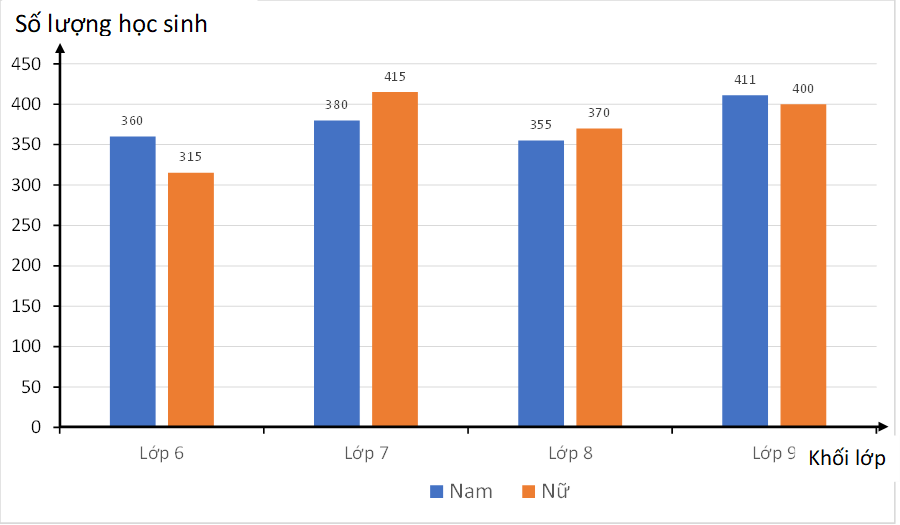 Số lượng học sinh
450
400
350
300
250
200
150
100
50
0
360
315
380
415
355
370
411
400
Lớp 6
Lớp 7
Lớp 8
Lớp 9
Khối lớp
Nam
Nữ